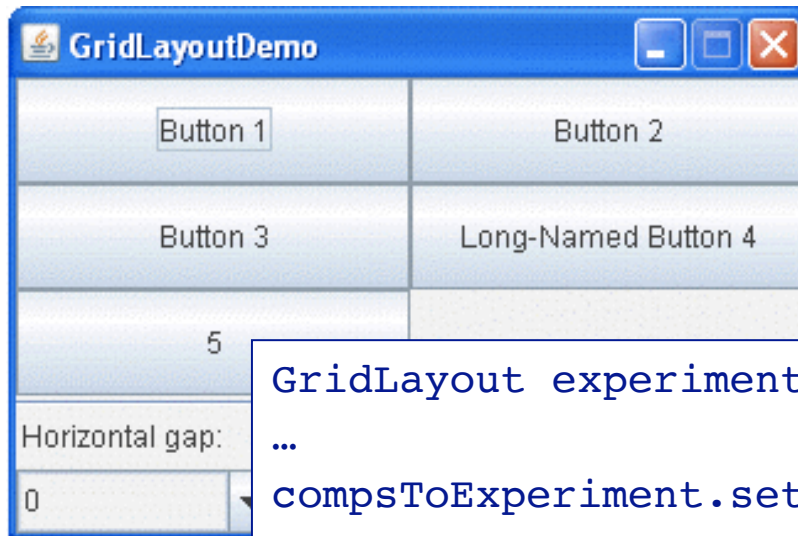 GridLayoutDemo
Button 1 Button 2
Button 3 Long-Named Button 4
5
Horizontal gap:
0
GridLayout experiment
…
compsToExperiment.set